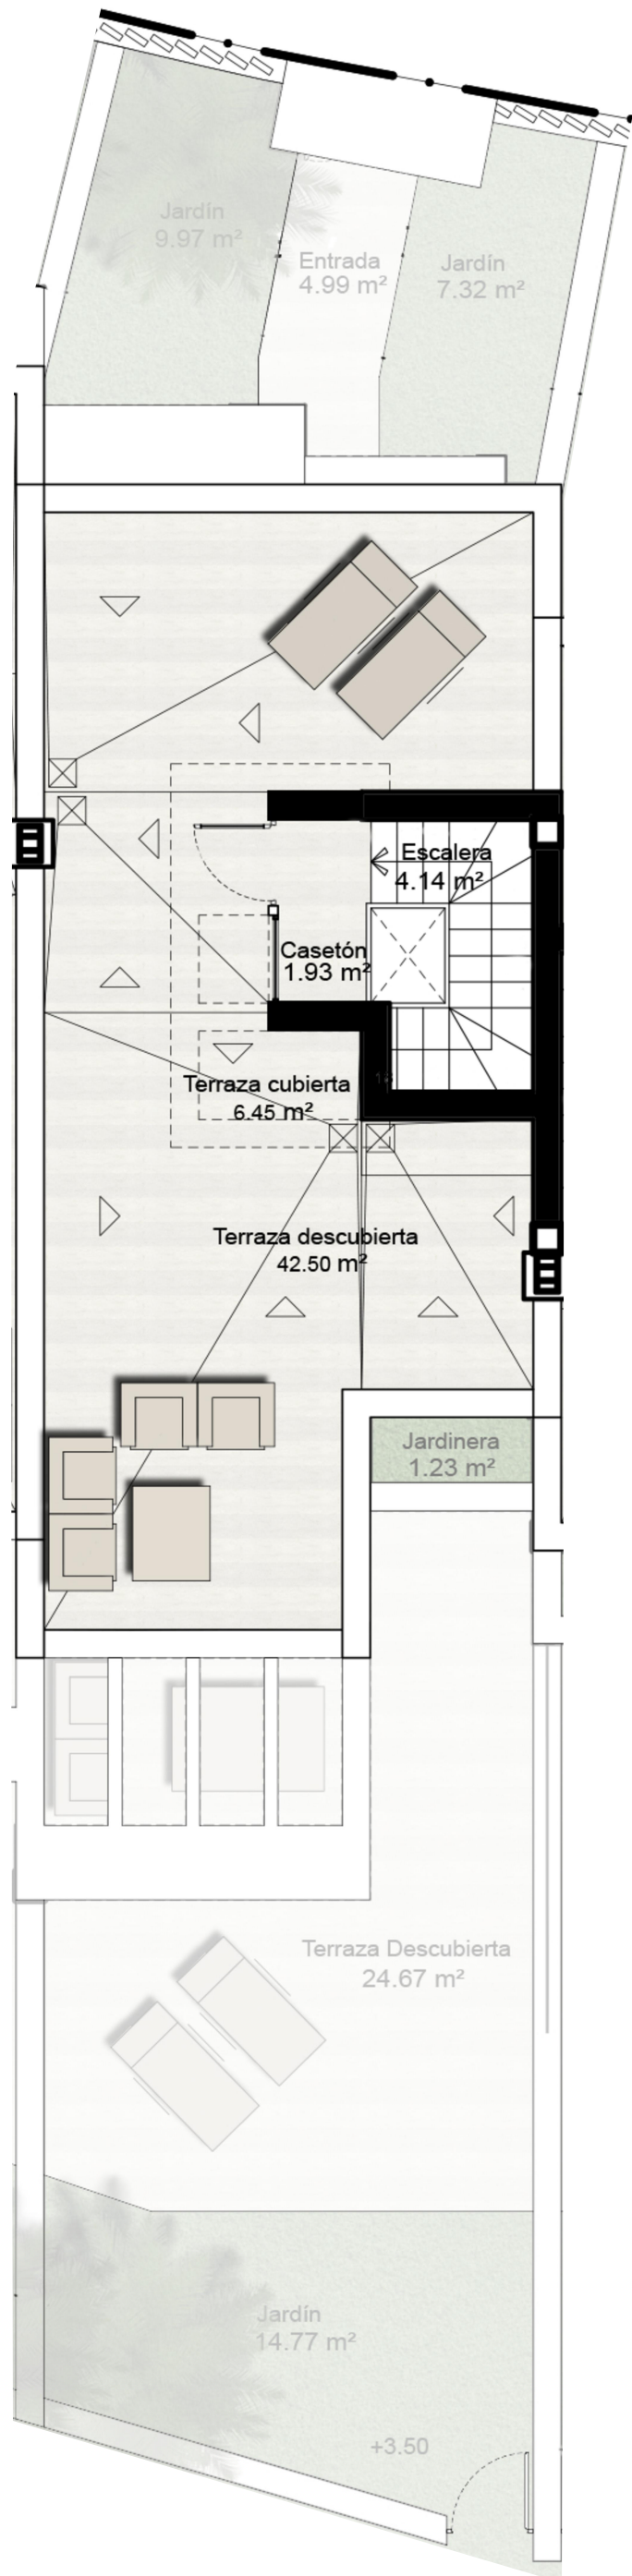 Jardín
9.97 m²
Entrada
4.99 m²
Jardín
7.32 m²
Escalera
4.14 m²
Casetón
1.93 m²
Terraza cubierta
6.45 m²
Terraza descubierta
42.50 m²
Jardinera
1.23 m²
Terraza Descubierta
24.67 m²
Jardín
14.77 m²
+3.50